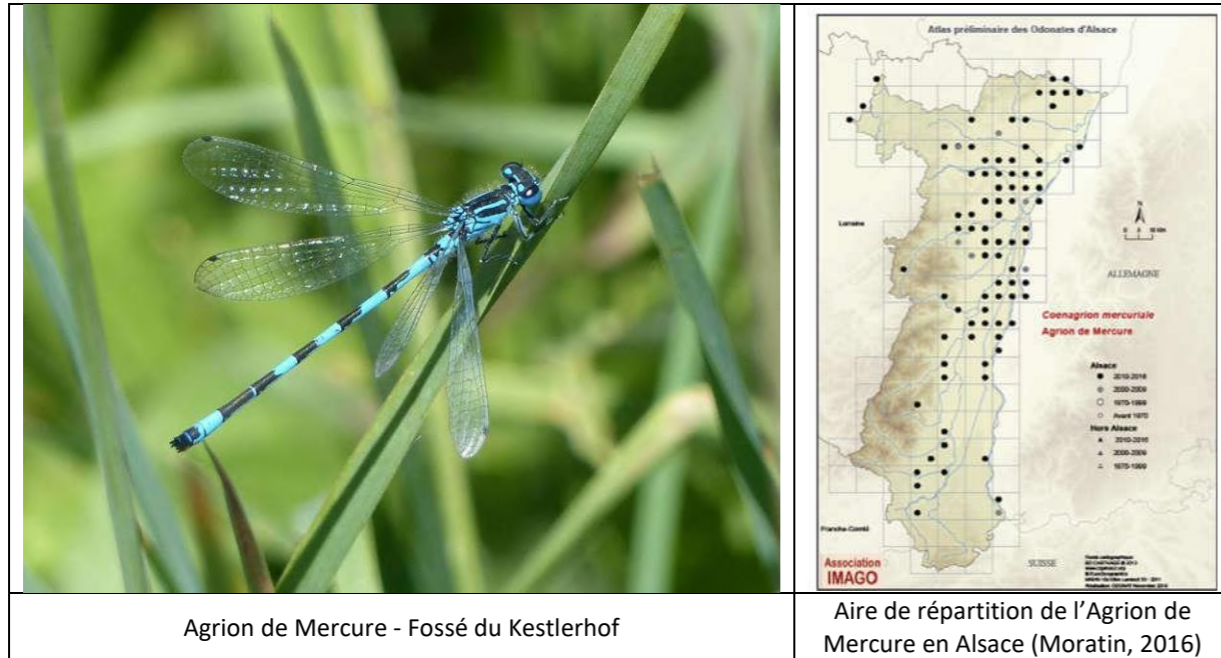 Agrion de Mercure - Fossé du Kestlerhof
Atlas préliminaire des Odonates d'Alsace
Lorraine
N
ALLEMAGNE
Coenagrion mercuriale
Agrion de Mercure
Alsace
2010-2016
2000-2009
1970-1999
Avant 1970
Hors Alsace
2010-2016
2000-2009
1970-1999
Franche-Comté
SUISSE
Association
IMAGO
Aire de répartition de l’Agrion de
Mercure en Alsace (Moratin, 2016)